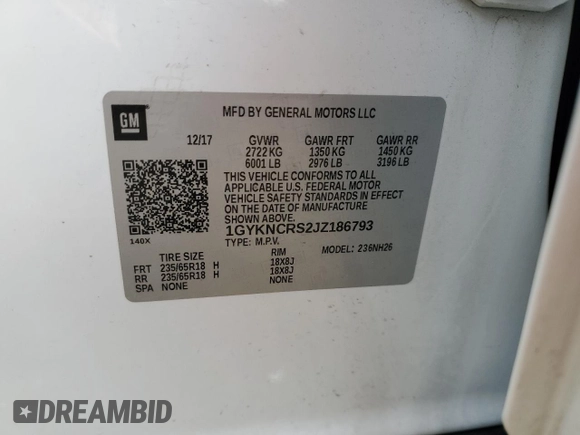 GM
MFD BY GENERAL MOTORS LLC
12/17 GVWR GAWR FRT GAWR RR
2722 KG 1350 KG 1450 KG
6001 LB 2976 LB 3196 LB
THIS VEHICLE CONFORMS TO ALL
APPLICABLE U.S. FEDERAL MOTOR
VEHICLE SAFETY STANDARDS IN EFFECT
ON THE DATE OF MANUFACTURE
SHOWN ABOVE.
1GYKNCRS2JZ186793
140X
TYPE: M.P.V. MODEL: 236NH26
TIRE SIZE RIM
FRT 235/65R18 H 18X8J
RR 235/65R18 H 18X8J
SPA NONE NONE
DREAMBID